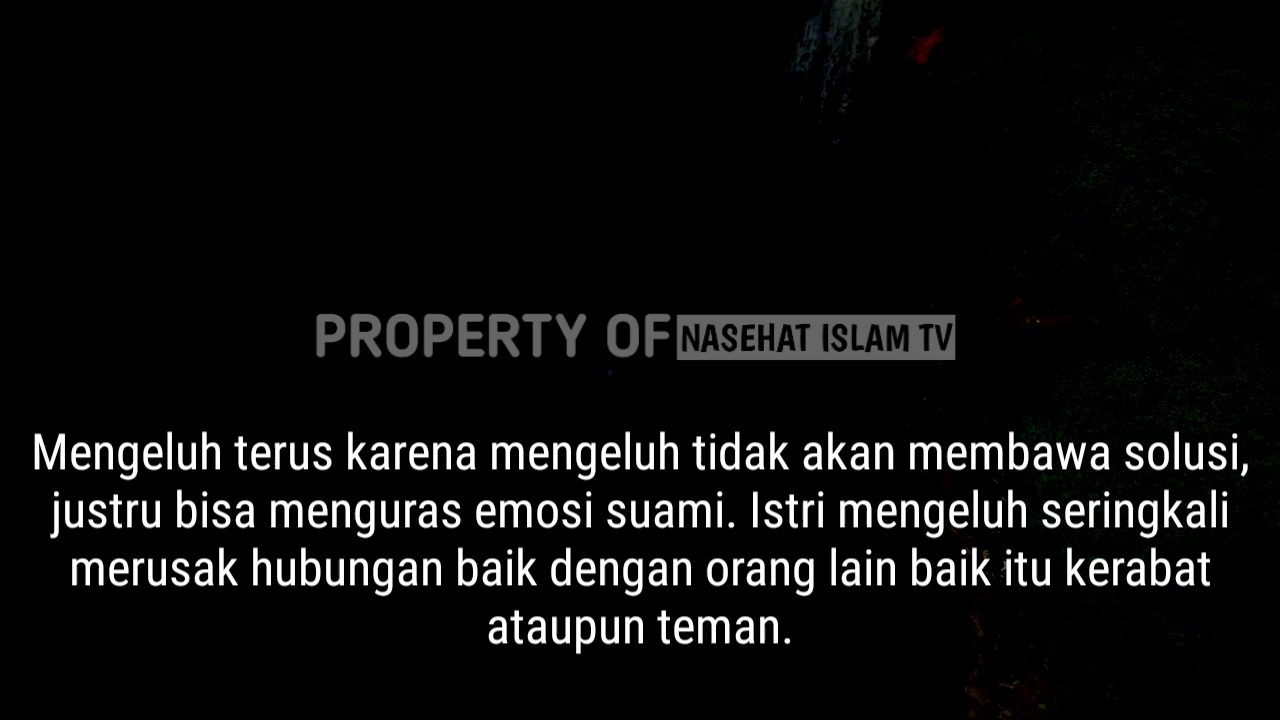 PROPERTY OF NASEHAT ISLAM TV
Mengeluh terus karena mengeluh tidak akan membawa solusi,
justru bisa menguras emosi suami. Istri mengeluh seringkali
merusak hubungan baik dengan orang lain baik itu kerabat
ataupun teman.